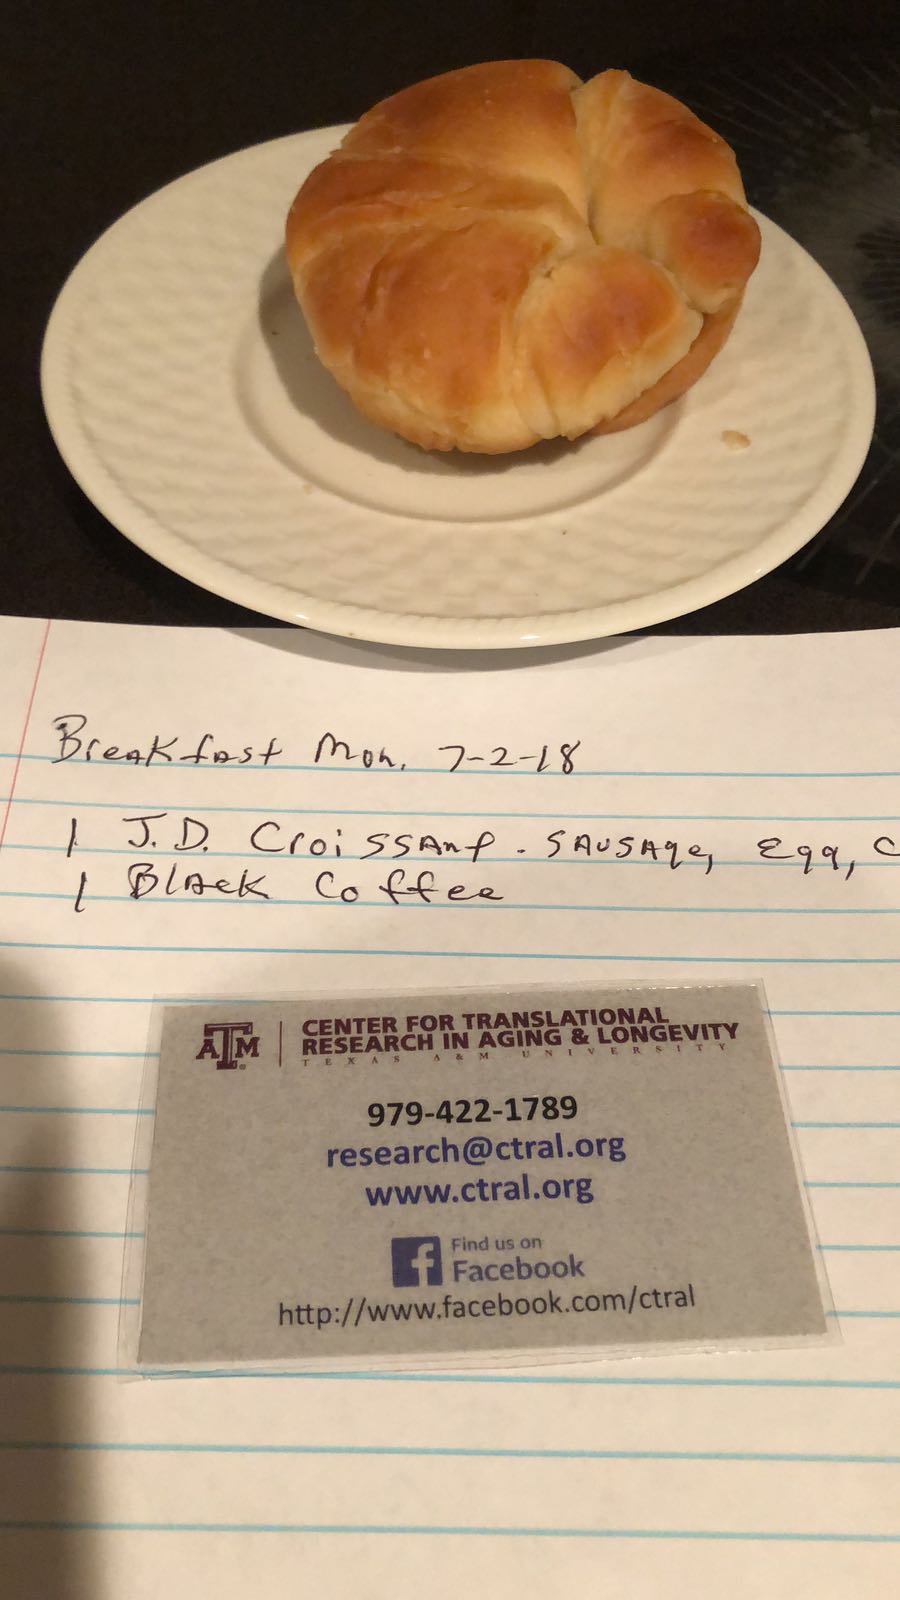 Breakfast Mon. 7-2-18
1 J.D. Croissant. SAUSAge, Egg, C
1 Black Coffee
ATM
CENTER FOR TRANSLATIONAL
RESEARCH IN AGING & LONGEVITY
TEXAS A&M UNIVERSITY
979-422-1789
research@ctral.org
www.ctral.org
f Find us on
Facebook
http://www.facebook.com/ctral